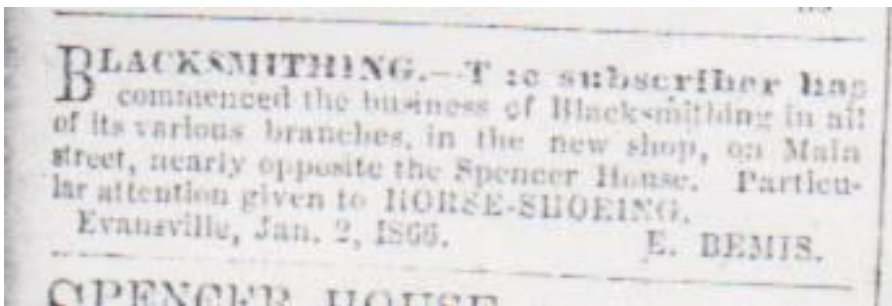 BLACKSMITHING.—The subscriber has
commenced the business of Blacksmithing in all
of its various branches, in the new shop, on Main
street, nearly opposite the Spencer House. Particu-
lar attention given to HORSE-SHOEING.
Evansville, Jan. 2, 1866. E. BEMIS.
SPENCER HOUSE